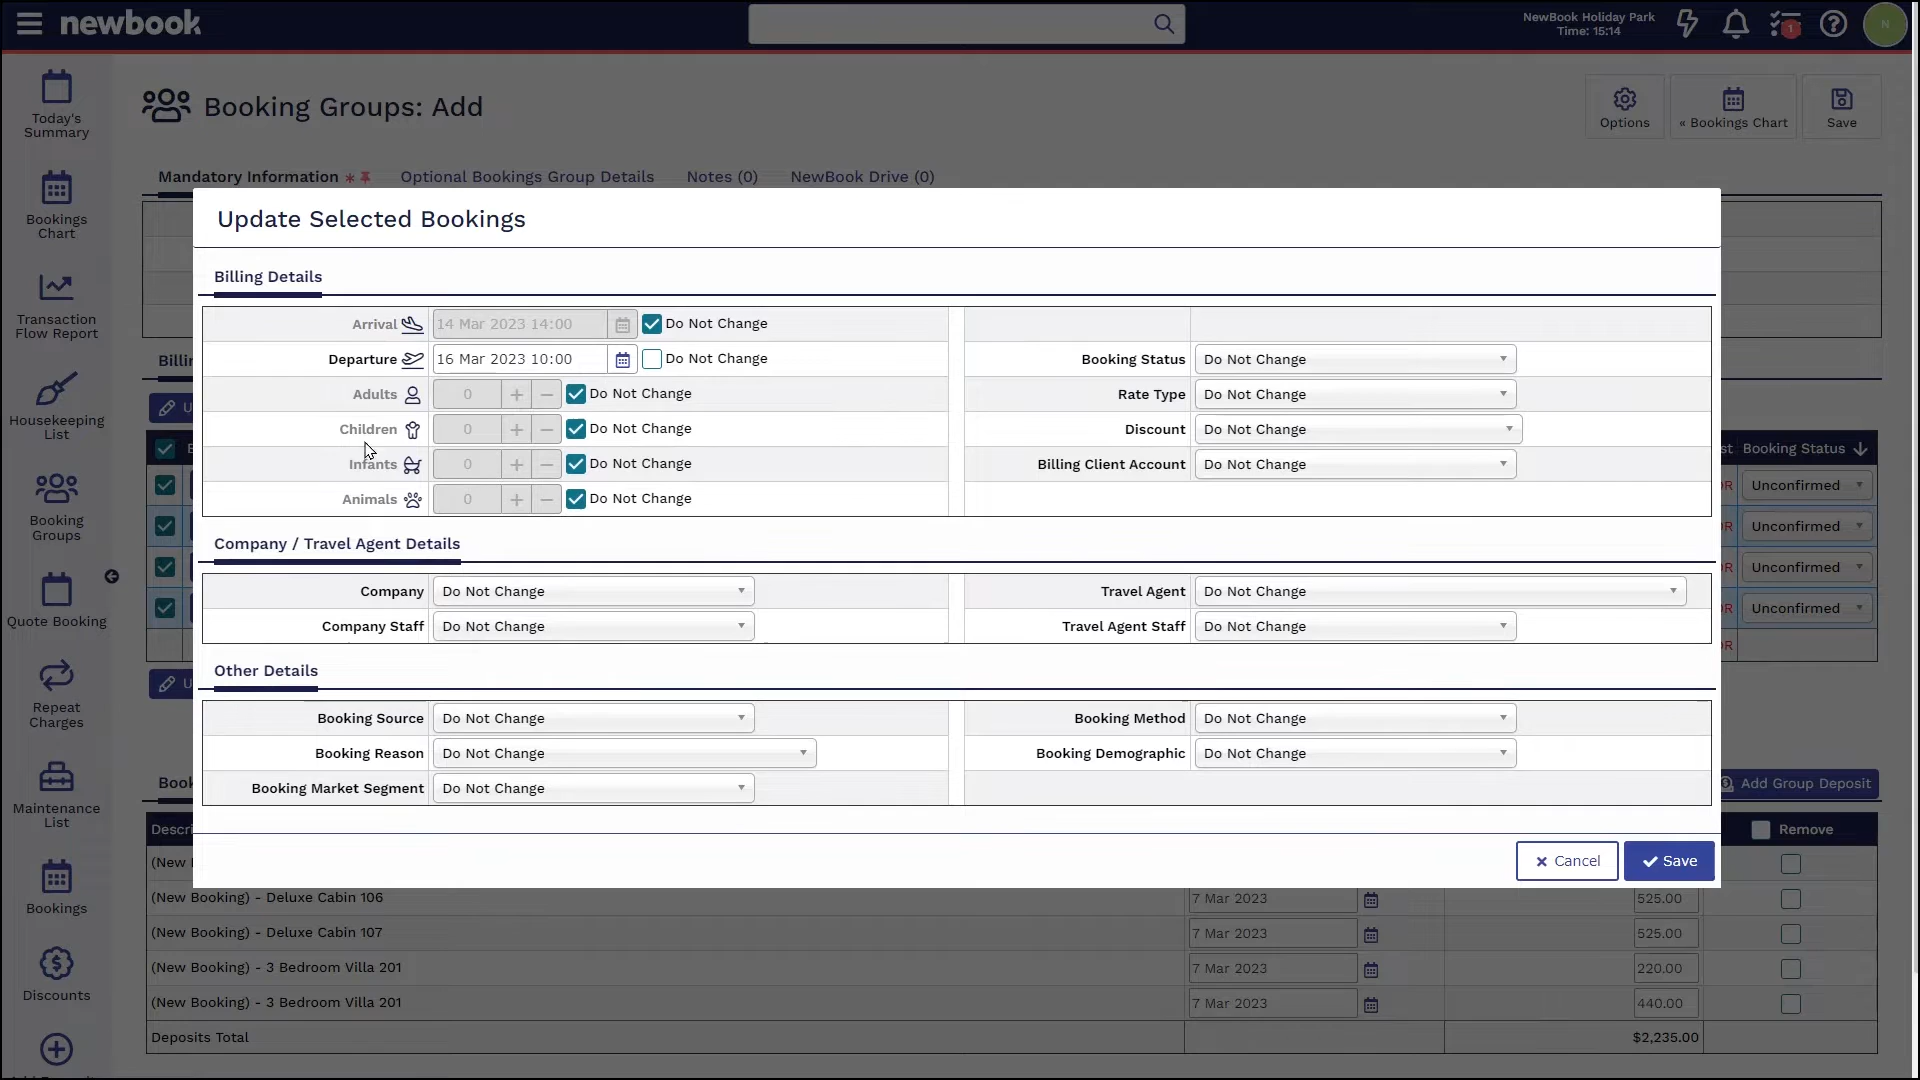 newbook
NewBook Holiday Park
Time: 15:14
1
N
Today's
Summary
Bookings
Chart
Transaction
Flow Report
Housekeeping
List
Booking
Groups
Quote Booking
Repeat
Charges
Maintenance
List
Bookings
Discounts
Booking Groups: Add
Options
« Bookings Chart
Save
Mandatory Information *
Optional Bookings Group Details
Notes (0)
NewBook Drive (0)
Update Selected Bookings
Billing Details
Arrival 14 Mar 2023 14:00 Do Not Change
Departure 16 Mar 2023 10:00 Do Not Change
Booking Status Do Not Change
Adults 0 + − Do Not Change
Rate Type Do Not Change
Children 0 + − Do Not Change
Discount Do Not Change
Infants 0 + − Do Not Change
Billing Client Account Do Not Change
Animals 0 + − Do Not Change
Company / Travel Agent Details
Company Do Not Change
Travel Agent Do Not Change
Company Staff Do Not Change
Travel Agent Staff Do Not Change
Other Details
Booking Source Do Not Change
Booking Method Do Not Change
Booking Reason Do Not Change
Booking Demographic Do Not Change
Booking Market Segment Do Not Change
Cancel
Save
Booking Status
Unconfirmed
Unconfirmed
Unconfirmed
Unconfirmed
Add Group Deposit
Remove
(New Booking) - Deluxe Cabin 106 7 Mar 2023 525.00
(New Booking) - Deluxe Cabin 107 7 Mar 2023 525.00
(New Booking) - 3 Bedroom Villa 201 7 Mar 2023 220.00
(New Booking) - 3 Bedroom Villa 201 7 Mar 2023 440.00
Deposits Total $2,235.00